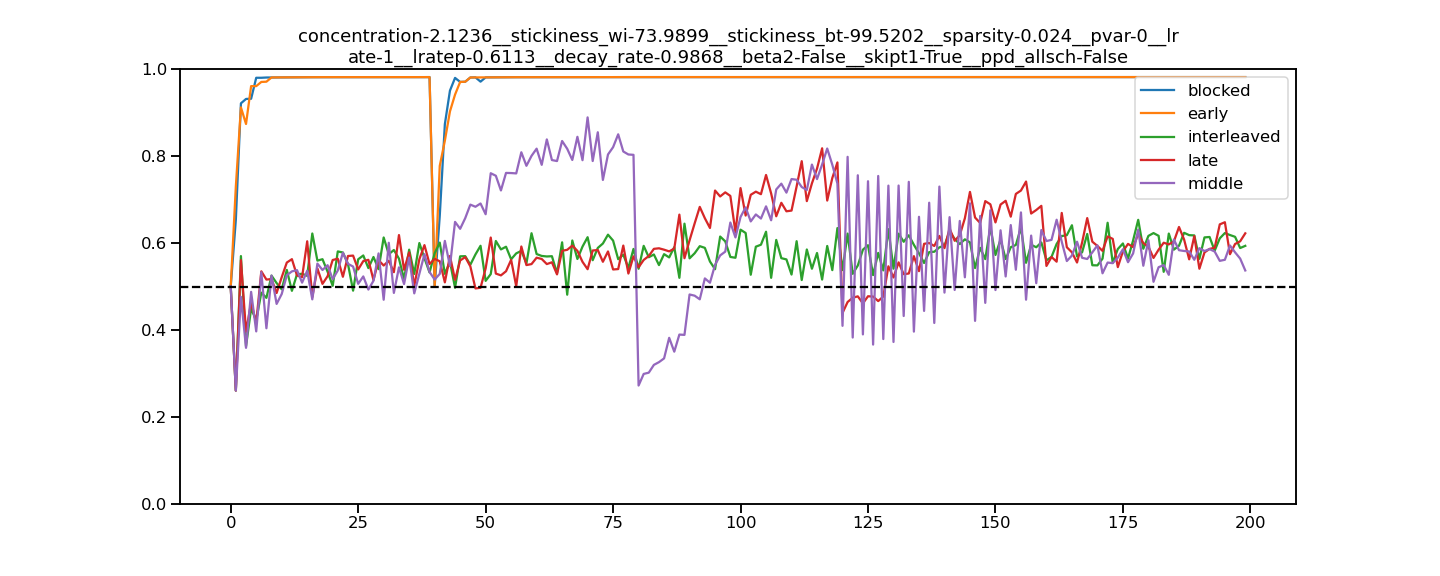 concentration-2.1236__stickiness_wi-73.9899__stickiness_bt-99.5202__sparsity-0.024__pvar-0__lr
ate-1__lratep-0.6113__decay_rate-0.9868__beta2-False__skipt1-True__ppd_allsch-False
1.0
0.8
0.6
0.4
0.2
0.0
0 25 50 75 100 125 150 175 200
blocked
early
interleaved
late
middle